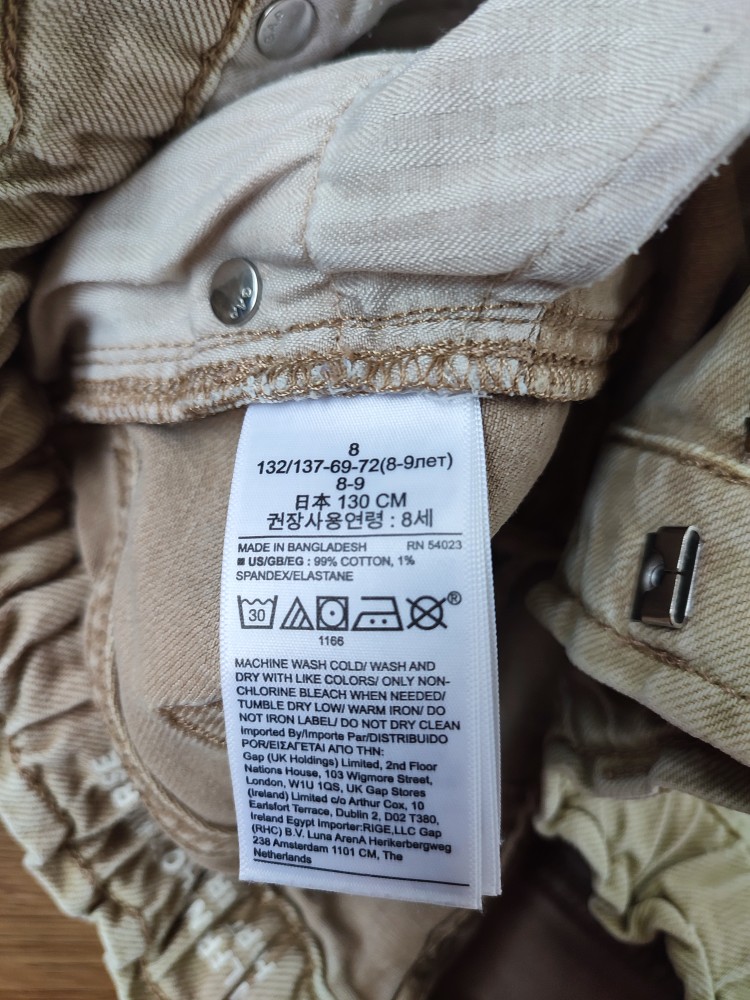 GAP
GAP
8
132/137-69-72(8-9лет)
8-9
日本 130 CM
권장사용연령 : 8세
MADE IN BANGLADESH RN 54023
■ US/GB/EG : 99% COTTON, 1%
SPANDEX/ELASTANE
30
®
1166
MACHINE WASH COLD/ WASH AND
DRY WITH LIKE COLORS/ ONLY NON-
CHLORINE BLEACH WHEN NEEDED/
TUMBLE DRY LOW/ WARM IRON/ DO
NOT IRON LABEL/ DO NOT DRY CLEAN
Imported By/Importe Par/DISTRIBUIDO
POR/ΕΙΣΑΓΕΤΑΙ ΑΠΟ ΤΗΝ:
Gap (UK Holdings) Limited, 2nd Floor
Nations House, 103 Wigmore Street,
London, W1U 1QS, UK Gap Stores
(Ireland) Limited c/o Arthur Cox, 10
Earlsfort Terrace, Dublin 2, D02 T380,
Ireland Egypt Importer:RIGE,LLC Gap
(RHC) B.V. Luna ArenA Herikerbergweg
238 Amsterdam 1101 CM, The
Netherlands